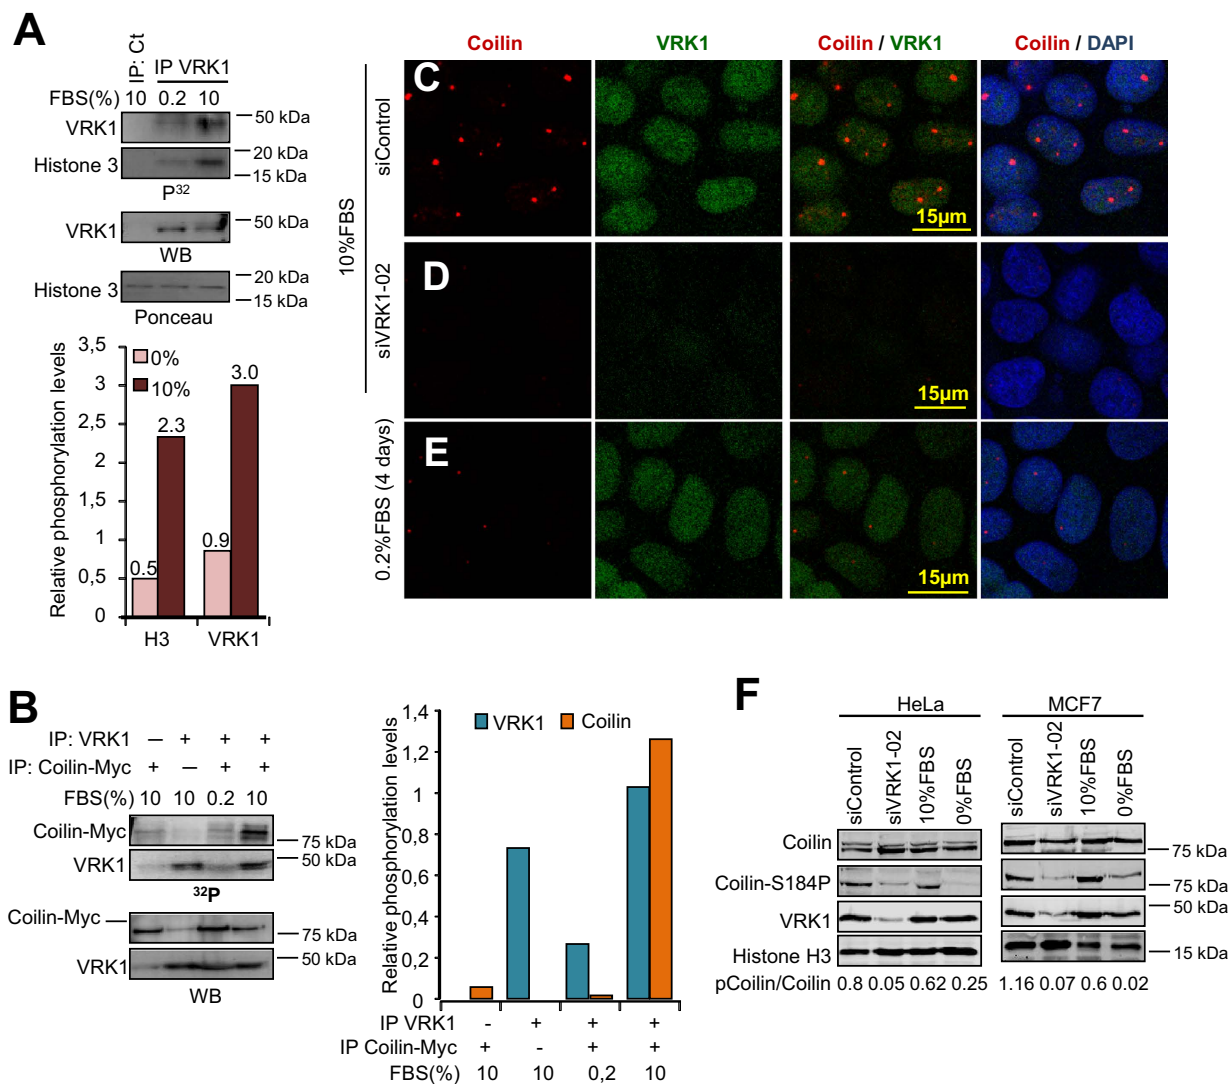 A
IP: Ct
IP VRK1
FBS(%) 10 0.2 10
VRK1
50 kDa
Histone 3
20 kDa
15 kDa
P32
VRK1
50 kDa
WB
Histone 3
20 kDa
15 kDa
Ponceau
Relative phosphorylation levels
3,5
3
2,5
2
1,5
1
0,5
0
0%
10%
0.5
2.3
0.9
3.0
H3 VRK1
Coilin VRK1 Coilin / VRK1 Coilin / DAPI
10%FBS
siControl
C
15µm
siVRK1-02
D
15µm
0.2%FBS (4 days)
E
15µm
B
IP: VRK1 — + + +
IP: Coilin-Myc + — + +
FBS(%) 10 10 0.2 10
Coilin-Myc
75 kDa
VRK1
50 kDa
32P
Coilin-Myc
75 kDa
VRK1
50 kDa
WB
Relative phosphorylation levels
1,4
1,2
1
0,8
0,6
0,4
0,2
0
VRK1 Coilin
IP VRK1 - + + +
IP Coilin-Myc + - + +
FBS(%) 10 10 0,2 10
F
HeLa MCF7
siControl siVRK1-02 10%FBS 0%FBS siControl siVRK1-02 10%FBS 0%FBS
Coilin
75 kDa
Coilin-S184P
75 kDa
VRK1
50 kDa
Histone H3
15 kDa
pCoilin/Coilin 0.8 0.05 0.62 0.25 1.16 0.07 0.6 0.02